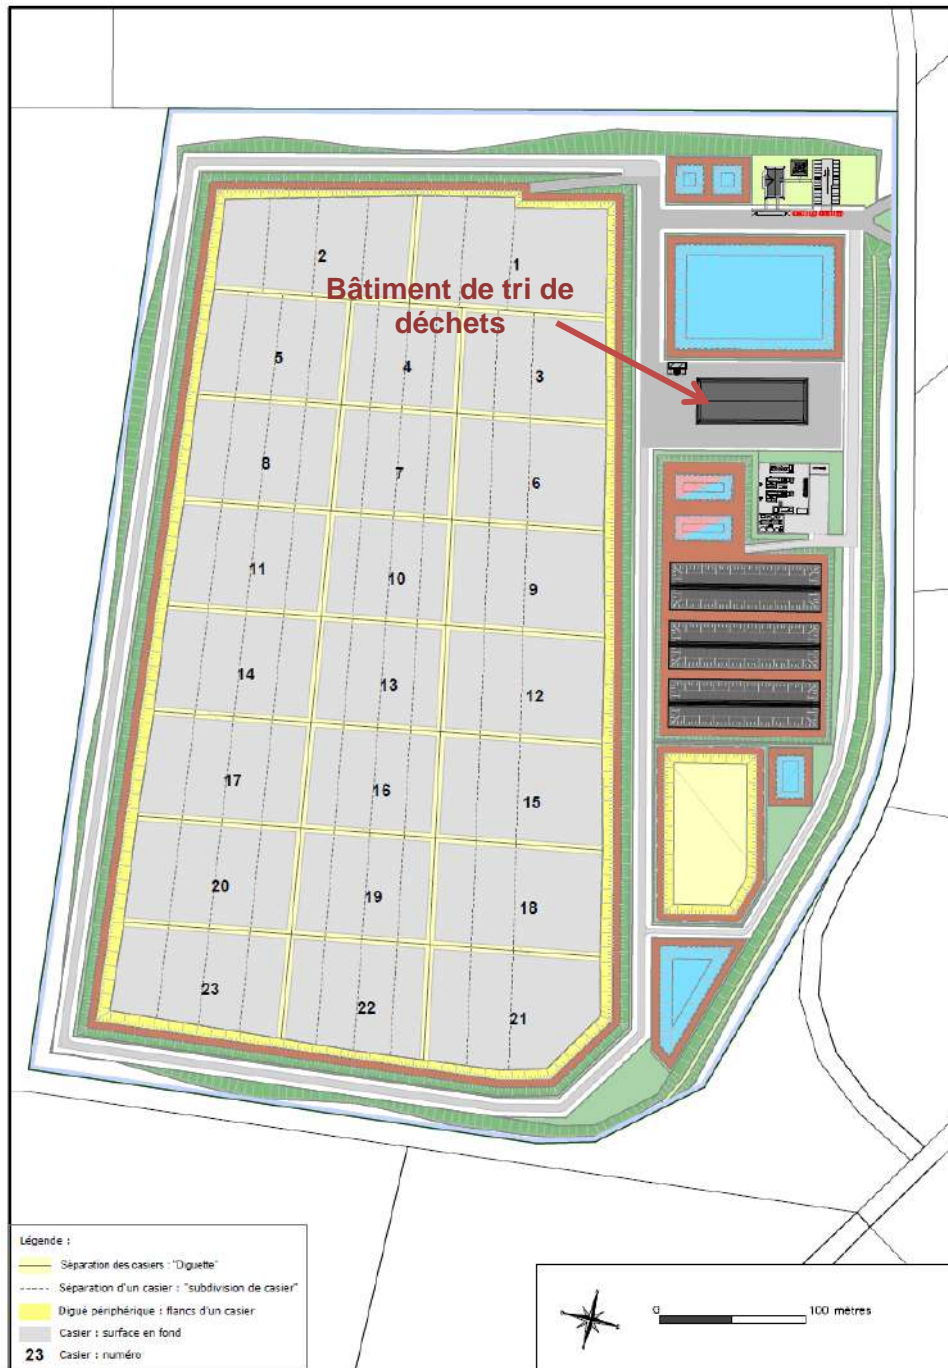 2
1
Bâtiment de tri de
déchets
5
4
3
8
7
6
11
10
9
14
13
12
17
16
15
20
19
18
23
22
21
Légende :
Séparation des casiers : "Diguette"
Séparation d'un casier : "subdivision de casier"
Digue périphérique : flancs d'un casier
Casier : surface en fond
23 Casier : numéro
0 100 mètres